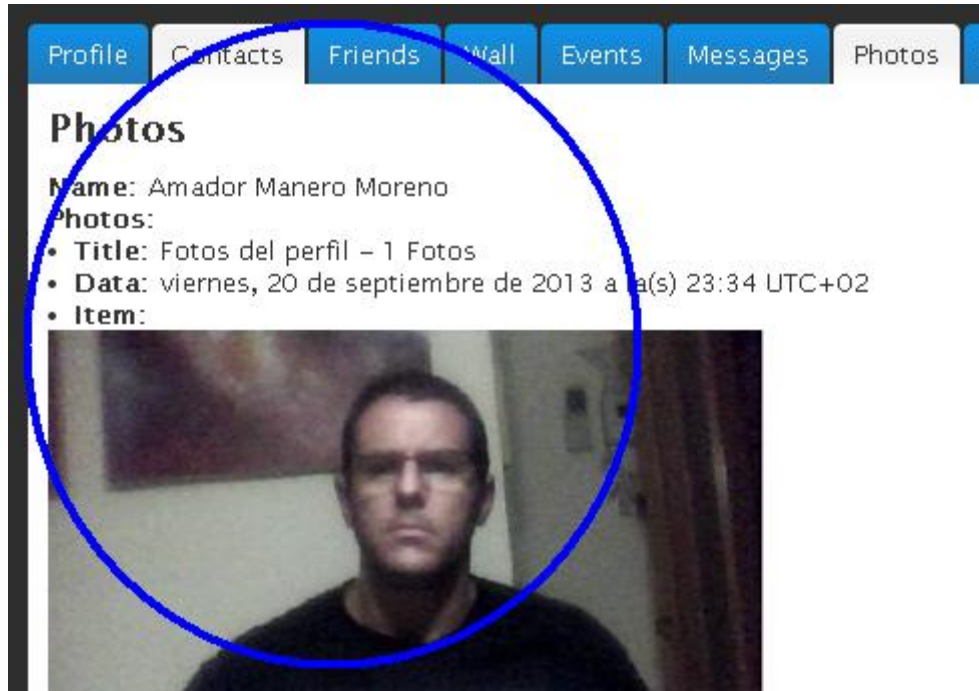 Profile Contacts Friends Wall Events Messages Photos
Photos
Name: Amador Manero Moreno
Photos:
• Title: Fotos del perfil – 1 Fotos
• Data: viernes, 20 de septiembre de 2013 a la(s) 23:34 UTC+02
• Item: